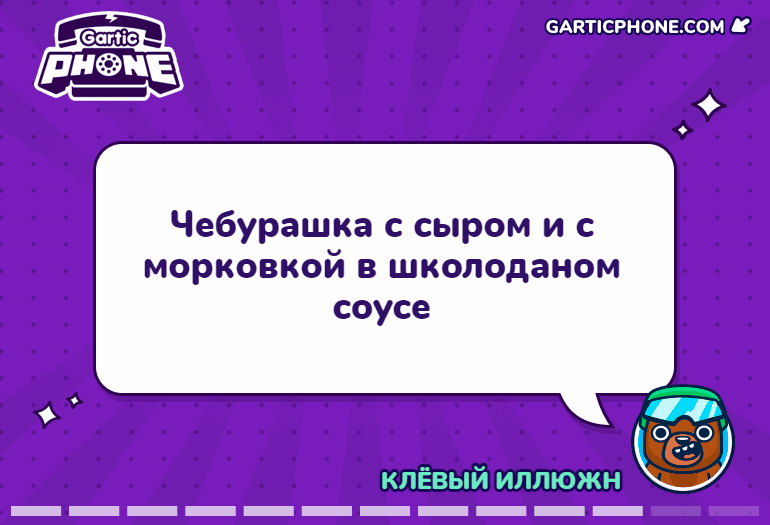 Gartic
PHONE
GARTICPHONE.COM
Чебурашка с сыром и с
морковкой в школоданом
соусе
КЛЁВЫЙ ИЛЛЮЖН